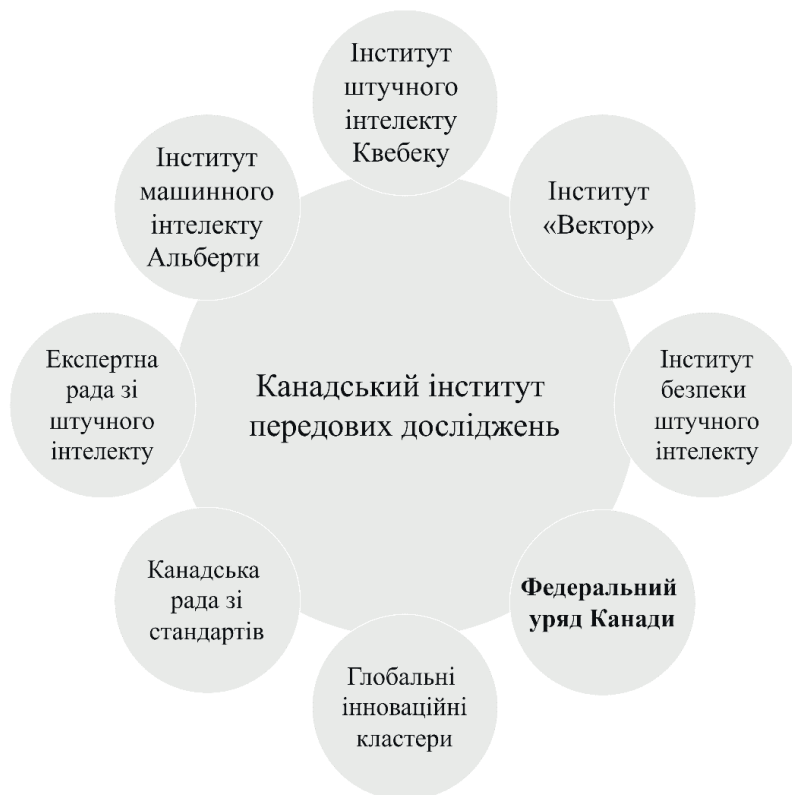 Інститут
штучного
інтелекту
Квебеку
Інститут
«Вектор»
Інститут
безпеки
штучного
інтелекту
Федеральний
уряд Канади
Глобальні
інноваційні
кластери
Канадська
рада зі
стандартів
Експертна
рада зі
штучного
інтелекту
Інститут
машинного
інтелекту
Альберти
Канадський інститут
передових досліджень